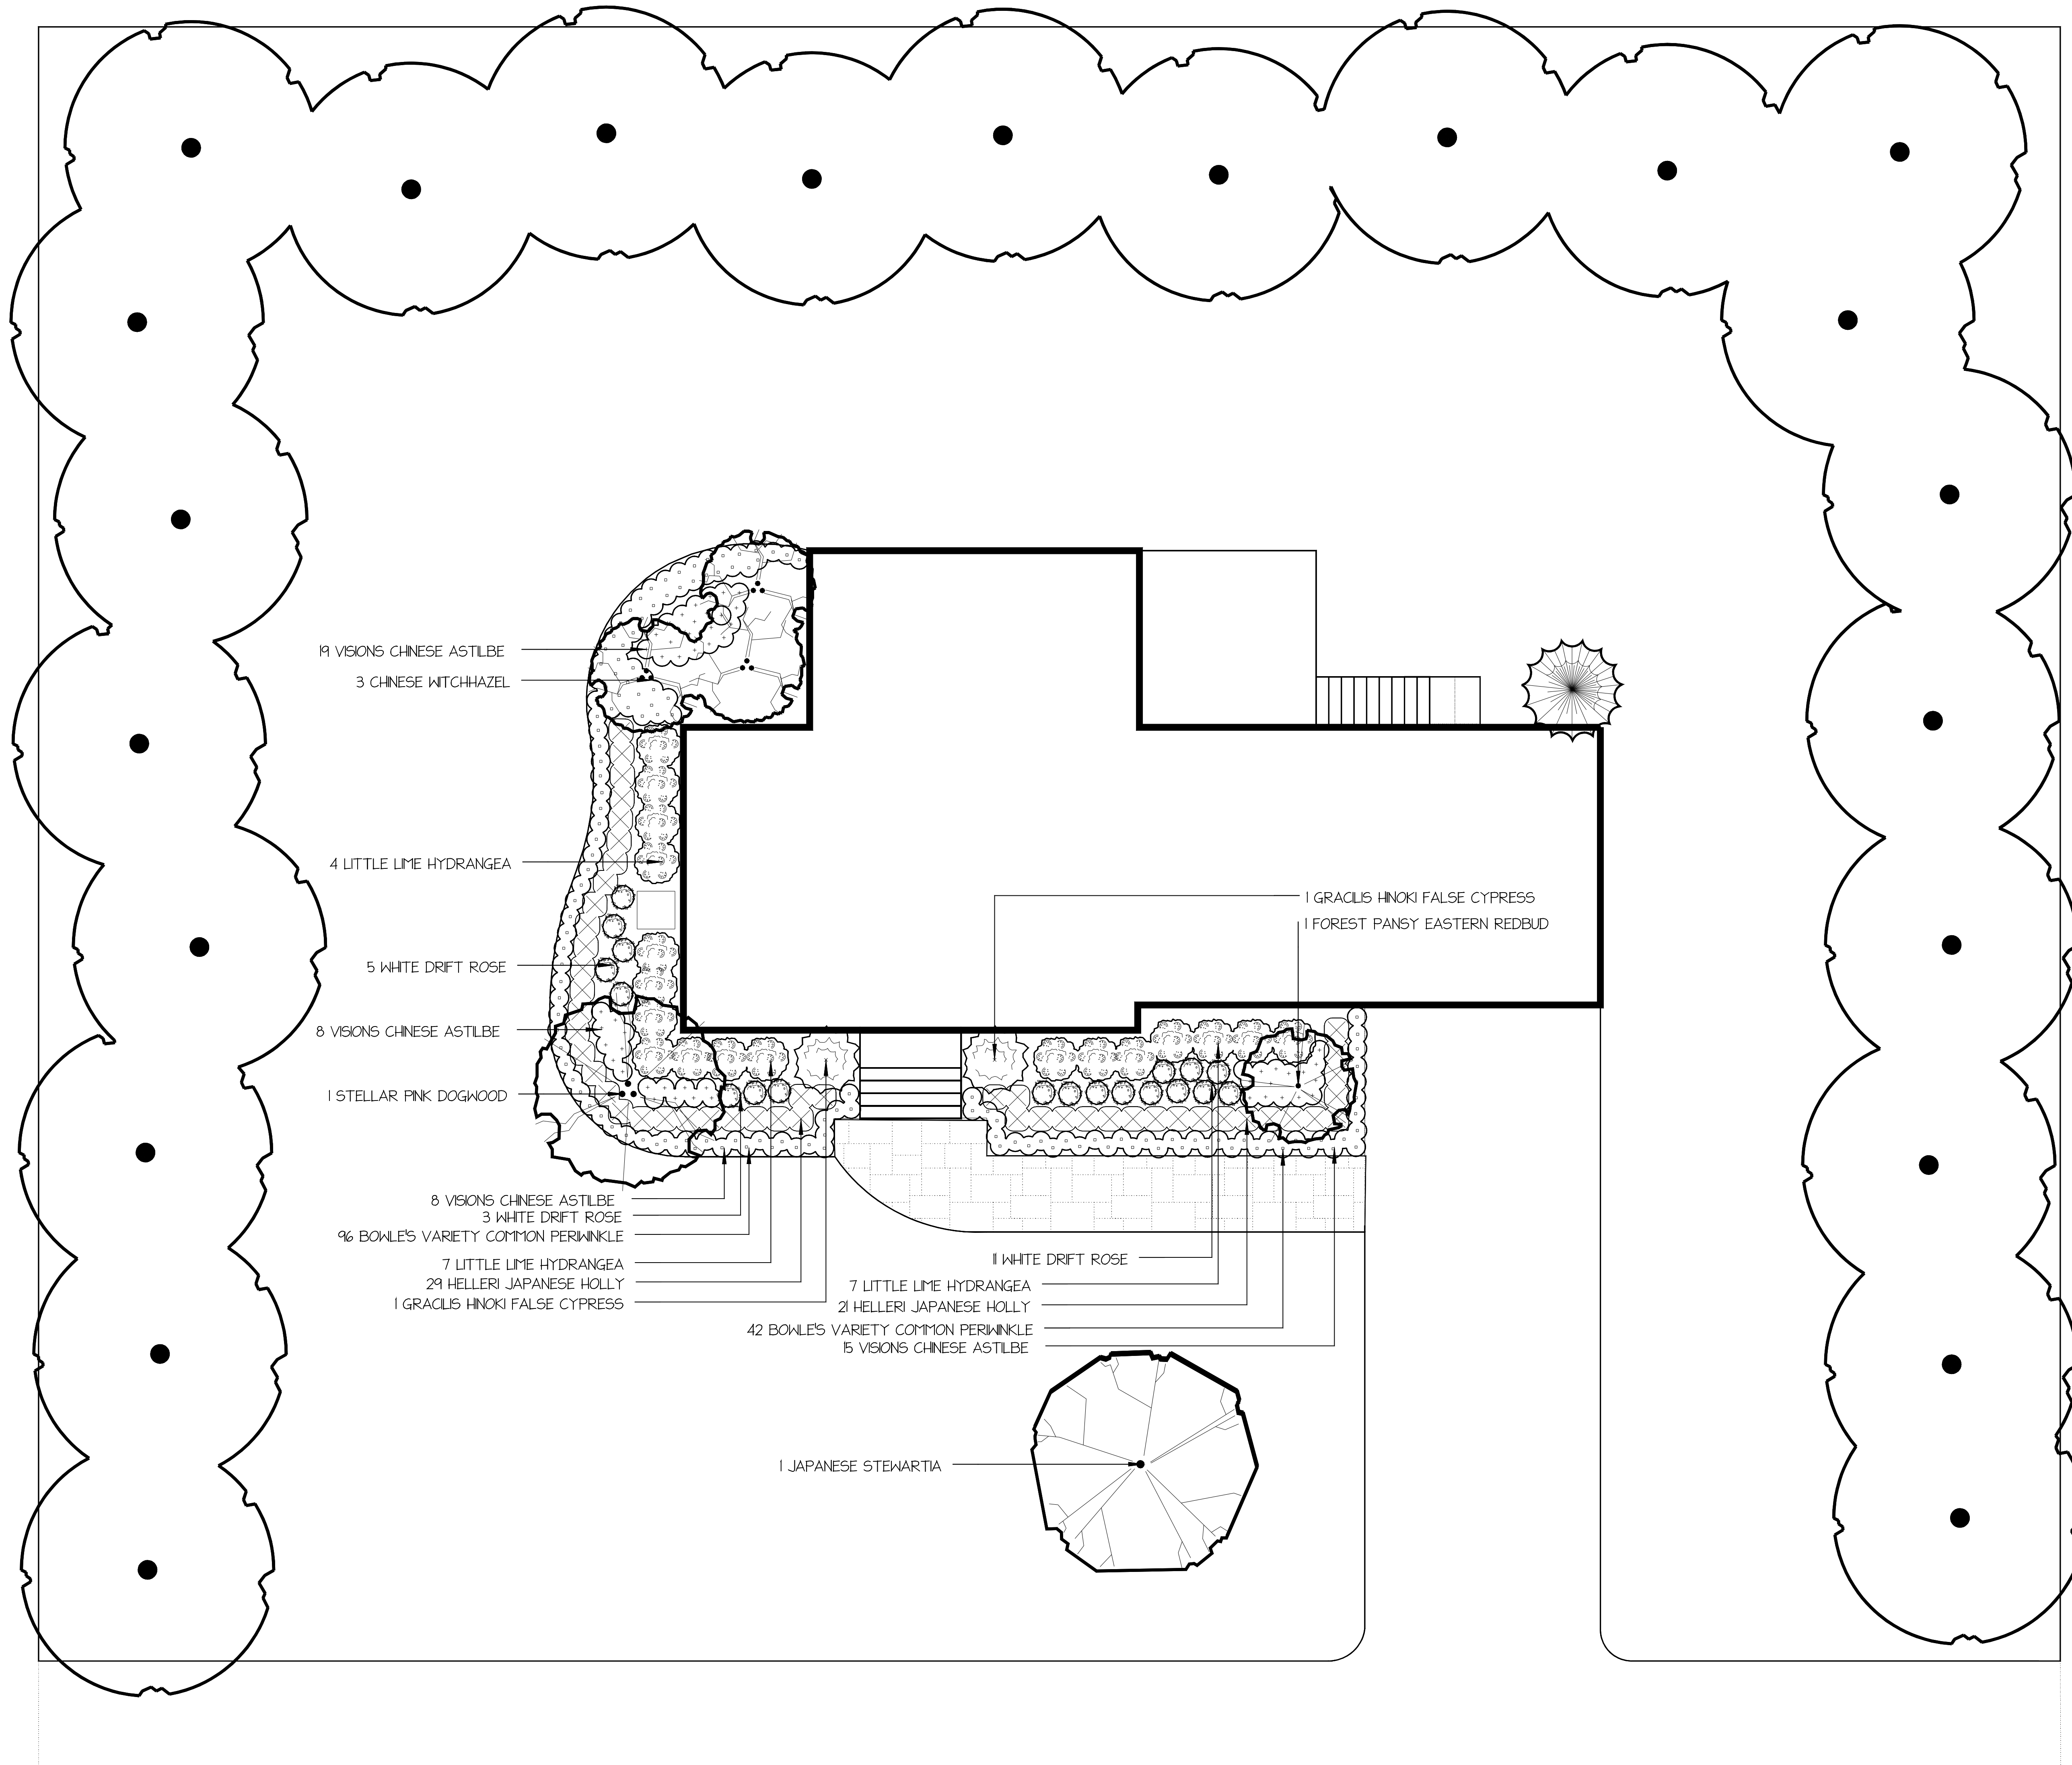 19 VISIONS CHINESE ASTILBE
3 CHINESE WITCHHAZEL
4 LITTLE LIME HYDRANGEA
1 GRACILIS HINOKI FALSE CYPRESS
1 FOREST PANSY EASTERN REDBUD
5 WHITE DRIFT ROSE
8 VISIONS CHINESE ASTILBE
1 STELLAR PINK DOGWOOD
8 VISIONS CHINESE ASTILBE
3 WHITE DRIFT ROSE
96 BOWLE'S VARIETY COMMON PERIWINKLE
7 LITTLE LIME HYDRANGEA
29 HELLERI JAPANESE HOLLY
1 GRACILIS HINOKI FALSE CYPRESS
11 WHITE DRIFT ROSE
7 LITTLE LIME HYDRANGEA
21 HELLERI JAPANESE HOLLY
42 BOWLE'S VARIETY COMMON PERIWINKLE
15 VISIONS CHINESE ASTILBE
1 JAPANESE STEWARTIA